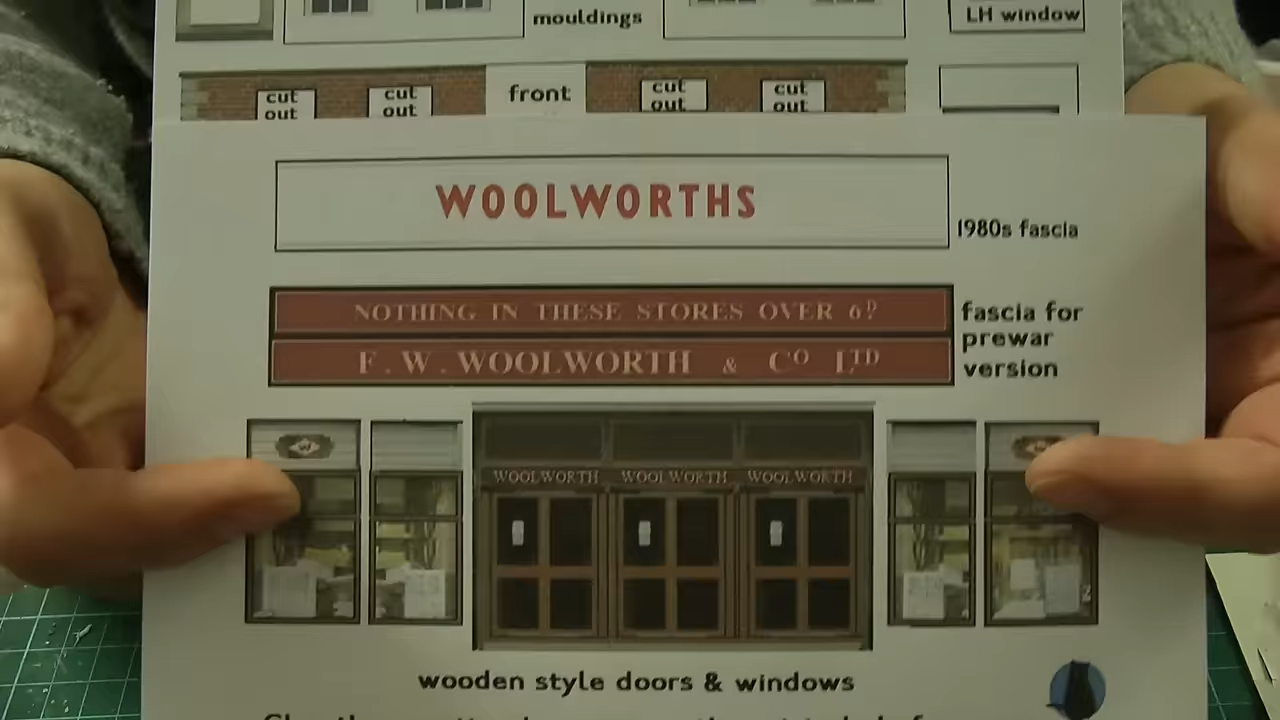 mouldings
LH window
cut out
cut out
front
cut out
cut out
WOOLWORTHS
1980s fascia
NOTHING IN THESE STORES OVER 6D
F. W. WOOLWORTH & CO LTD
fascia for
prewar
version
WOOLWORTH WOOLWORTH WOOLWORTH
wooden style doors & windows